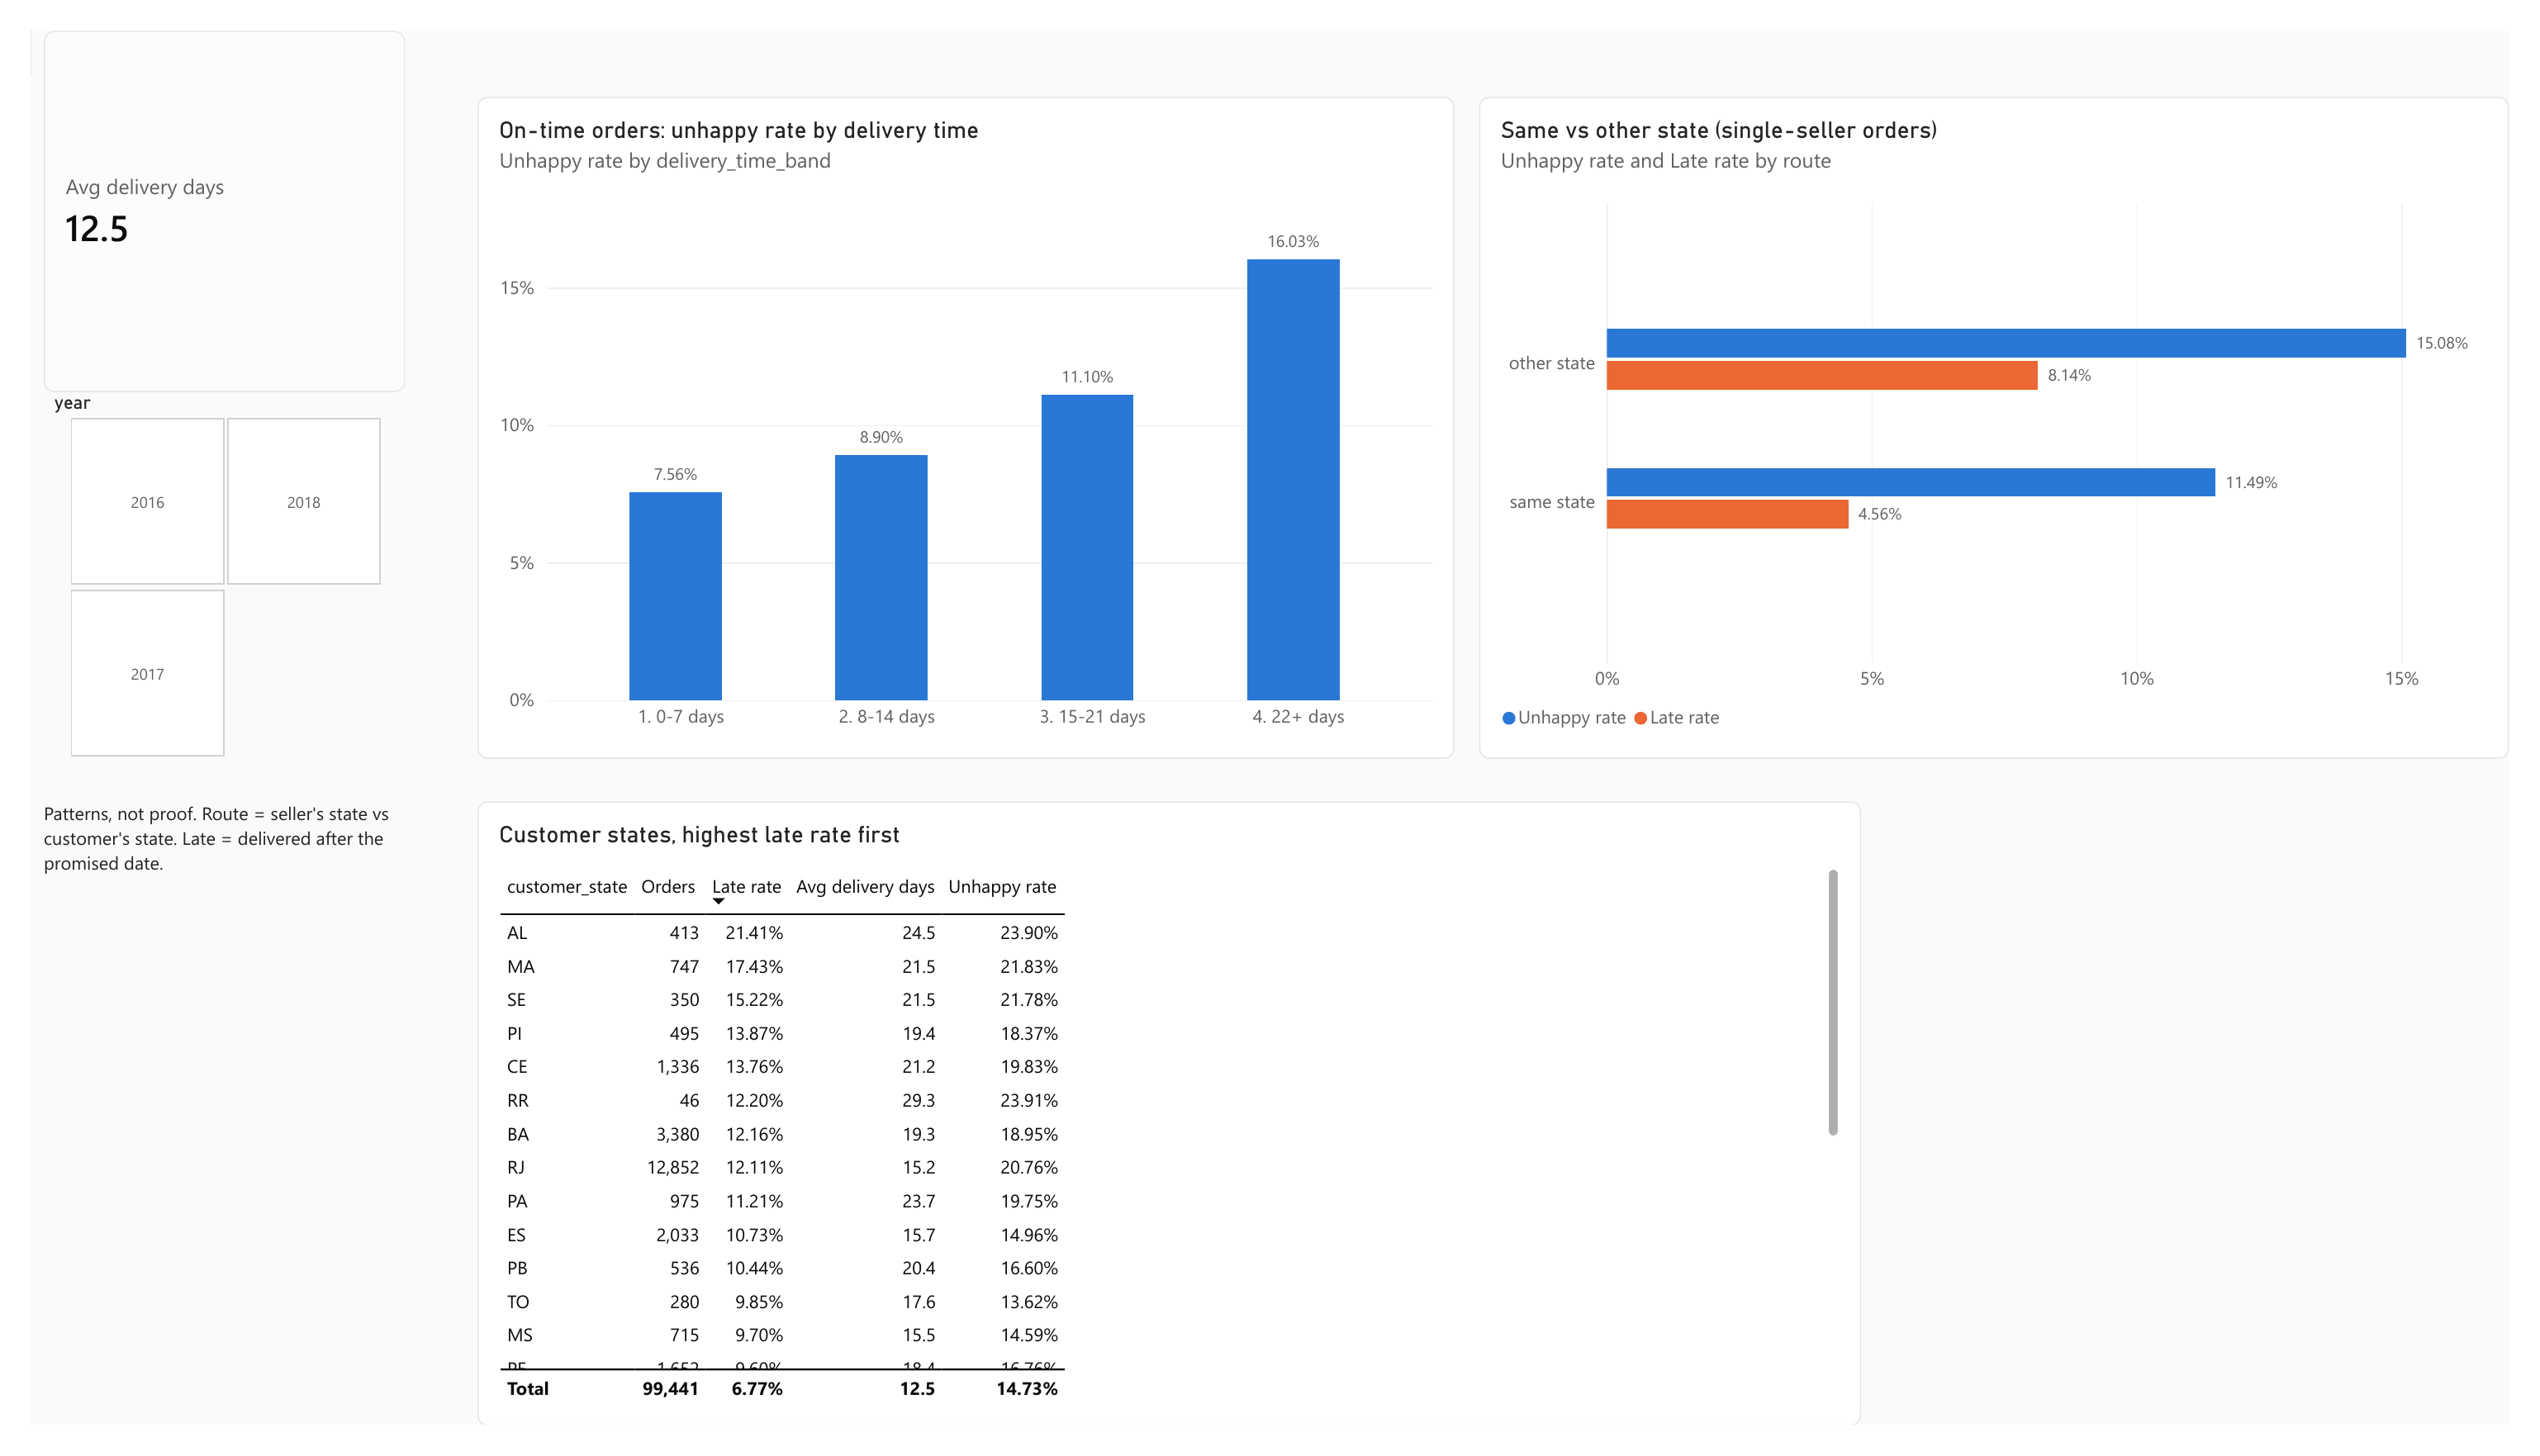 Avg delivery days
12.5
year
2016
2018
2017
Patterns, not proof. Route = seller's state vs
customer's state. Late = delivered after the
promised date.
On-time orders: unhappy rate by delivery time
Unhappy rate by delivery_time_band
15%
10%
5%
0%
7.56%
8.90%
11.10%
16.03%
1. 0-7 days
2. 8-14 days
3. 15-21 days
4. 22+ days
Same vs other state (single-seller orders)
Unhappy rate and Late rate by route
other state
15.08%
8.14%
same state
11.49%
4.56%
0% 5% 10% 15%
Unhappy rate Late rate
Customer states, highest late rate first
customer_state Orders Late rate Avg delivery days Unhappy rate
AL 413 21.41% 24.5 23.90%
MA 747 17.43% 21.5 21.83%
SE 350 15.22% 21.5 21.78%
PI 495 13.87% 19.4 18.37%
CE 1,336 13.76% 21.2 19.83%
RR 46 12.20% 29.3 23.91%
BA 3,380 12.16% 19.3 18.95%
RJ 12,852 12.11% 15.2 20.76%
PA 975 11.21% 23.7 19.75%
ES 2,033 10.73% 15.7 14.96%
PB 536 10.44% 20.4 16.60%
TO 280 9.85% 17.6 13.62%
MS 715 9.70% 15.5 14.59%
Total 99,441 6.77% 12.5 14.73%